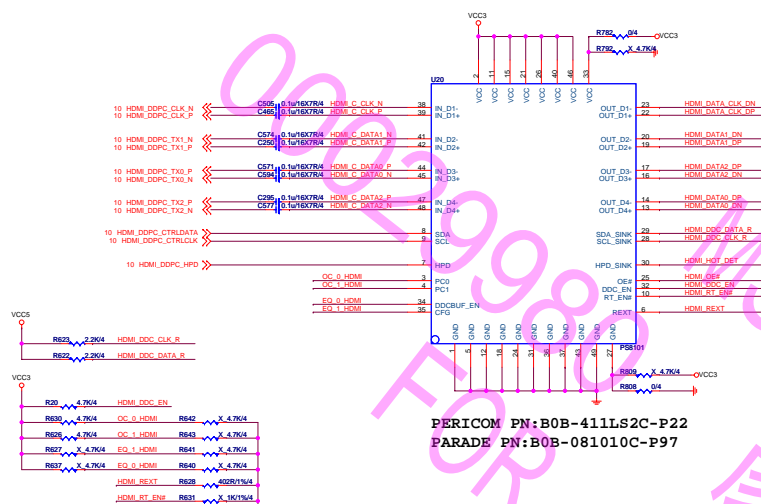 VCC3
R782 0/4 VCC3
R792 X_4.7K/4
2 11 15 21 26 40 46 33
VCC VCC VCC VCC VCC VCC VCC VCC
U20
10 HDMI_DDPC_CLK_N C505 0.1u/16X7R/4 HDMI_C_CLK_N 38 IN_D1- OUT_D1- 23 HDMI_DATA_CLK_DN
10 HDMI_DDPC_CLK_P C465 0.1u/16X7R/4 HDMI_C_CLK_P 39 IN_D1+ OUT_D1+ 22 HDMI_DATA_CLK_DP
10 HDMI_DDPC_TX1_N C574 0.1u/16X7R/4 HDMI_C_DATA1_N 41 IN_D2- OUT_D2- 20 HDMI_DATA1_DN
10 HDMI_DDPC_TX1_P C250 0.1u/16X7R/4 HDMI_C_DATA1_P 42 IN_D2+ OUT_D2+ 19 HDMI_DATA1_DP
10 HDMI_DDPC_TX0_P C571 0.1u/16X7R/4 HDMI_C_DATA0_P 44 IN_D3- OUT_D3- 17 HDMI_DATA2_DP
10 HDMI_DDPC_TX0_N C594 0.1u/16X7R/4 HDMI_C_DATA0_N 45 IN_D3+ OUT_D3+ 16 HDMI_DATA2_DN
10 HDMI_DDPC_TX2_P C295 0.1u/16X7R/4 HDMI_C_DATA2_P 47 IN_D4- OUT_D4- 14 HDMI_DATA0_DP
10 HDMI_DDPC_TX2_N C577 0.1u/16X7R/4 HDMI_C_DATA2_N 48 IN_D4+ OUT_D4+ 13 HDMI_DATA0_DN
10 HDMI_DDPC_CTRLDATA 8 SDA SDA_SINK 29 HDMI_DDC_DATA_R
10 HDMI_DDPC_CTRLCLK 9 SCL SCL_SINK 28 HDMI_DDC_CLK_R
10 HDMI_DDPC_HPD 7 HPD HPD_SINK 30 HDMI_HOT_DET
OC_0_HDMI 3 PC0 OE# 25 HDMI_OE#
OC_1_HDMI 4 PC1 DDC_EN 32 HDMI_DDC_EN
RT_EN# 10 HDMI_RT_EN#
EQ_0_HDMI 34 DDCBUF_EN
EQ_1_HDMI 35 CFG REXT 6 HDMI_REXT
GND GND GND GND GND GND GND GND GND GND GND
1 5 12 18 24 31 36 37 43 49 27
PS8101
VCC5
R623 2.2K/4 HDMI_DDC_CLK_R
R622 2.2K/4 HDMI_DDC_DATA_R
R809 X_4.7K/4 VCC3
R808 0/4
VCC3
R20 4.7K/4 HDMI_DDC_EN
R630 4.7K/4 OC_0_HDMI R642 X_4.7K/4
R626 4.7K/4 OC_1_HDMI R643 X_4.7K/4
R627 X_4.7K/4 EQ_1_HDMI R641 X_4.7K/4
R637 X_4.7K/4 EQ_0_HDMI R640 X_4.7K/4
HDMI_REXT R628 402R/1%/4
HDMI_RT_EN# R631 X_1K/1%/4
PERICOM PN:B0B-411LS2C-P22
PARADE PN:B0B-081010C-P97
00029980
FOR